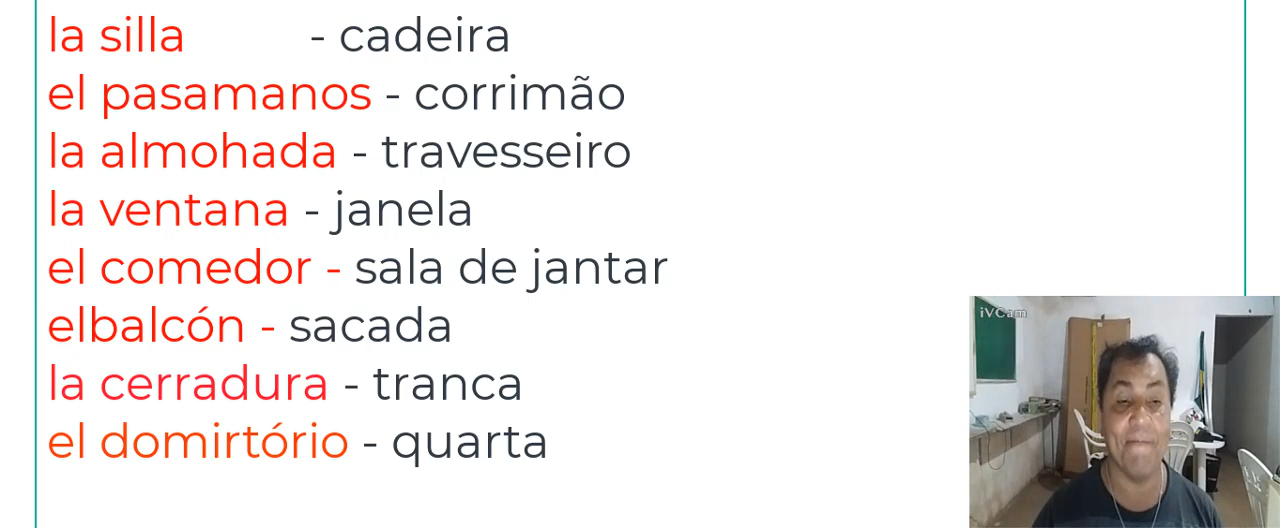 la silla - cadeira
el pasamanos - corrimão
la almohada - travesseiro
la ventana - janela
el comedor - sala de jantar
elbalcón - sacada
la cerradura - tranca
el domirtório - quarta
iVCam